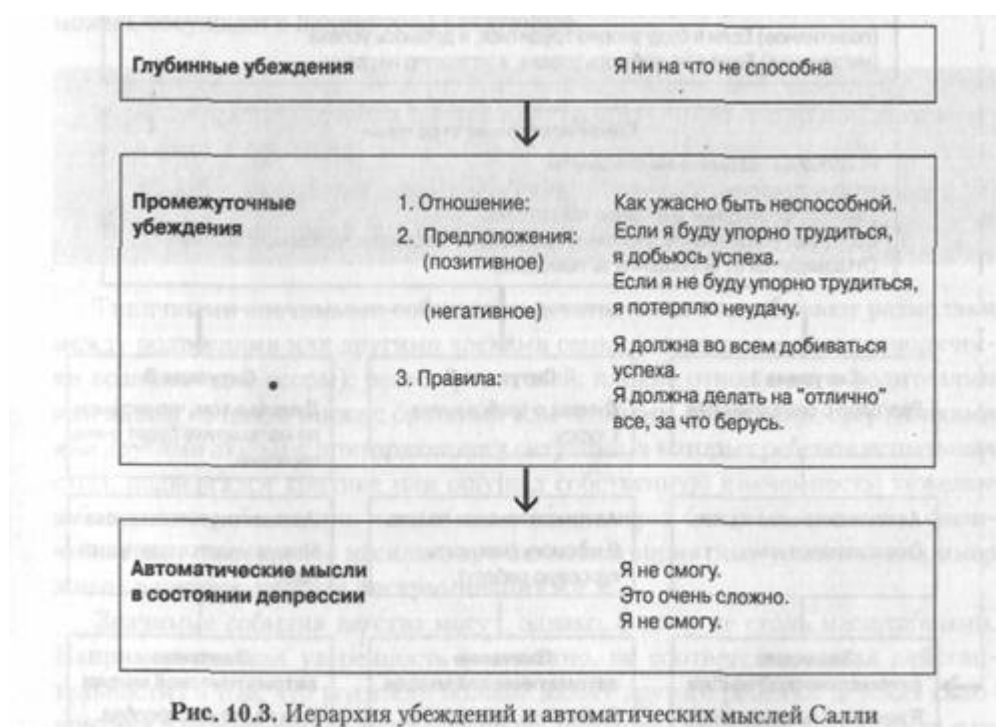 Глубинные убеждения Я ни на что не способна
Промежуточные 1. Отношение: Как ужасно быть неспособной.
убеждения 2. Предположения: Если я буду упорно трудиться,
(позитивное) я добьюсь успеха.
Если я не буду упорно трудиться,
(негативное) я потерплю неудачу.
Я должна во всем добиваться
3. Правила: успеха.
Я должна делать на "отлично"
все, за что берусь.
Автоматические мысли Я не смогу.
в состоянии депрессии Это очень сложно.
Я не смогу.
Рис. 10.3. Иерархия убеждений и автоматических мыслей Салли